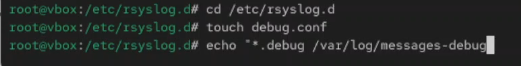 root@vbox:/etc/rsyslog.d# cd /etc/rsyslog.d
root@vbox:/etc/rsyslog.d# touch debug.conf
root@vbox:/etc/rsyslog.d# echo "*.debug /var/log/messages-debug